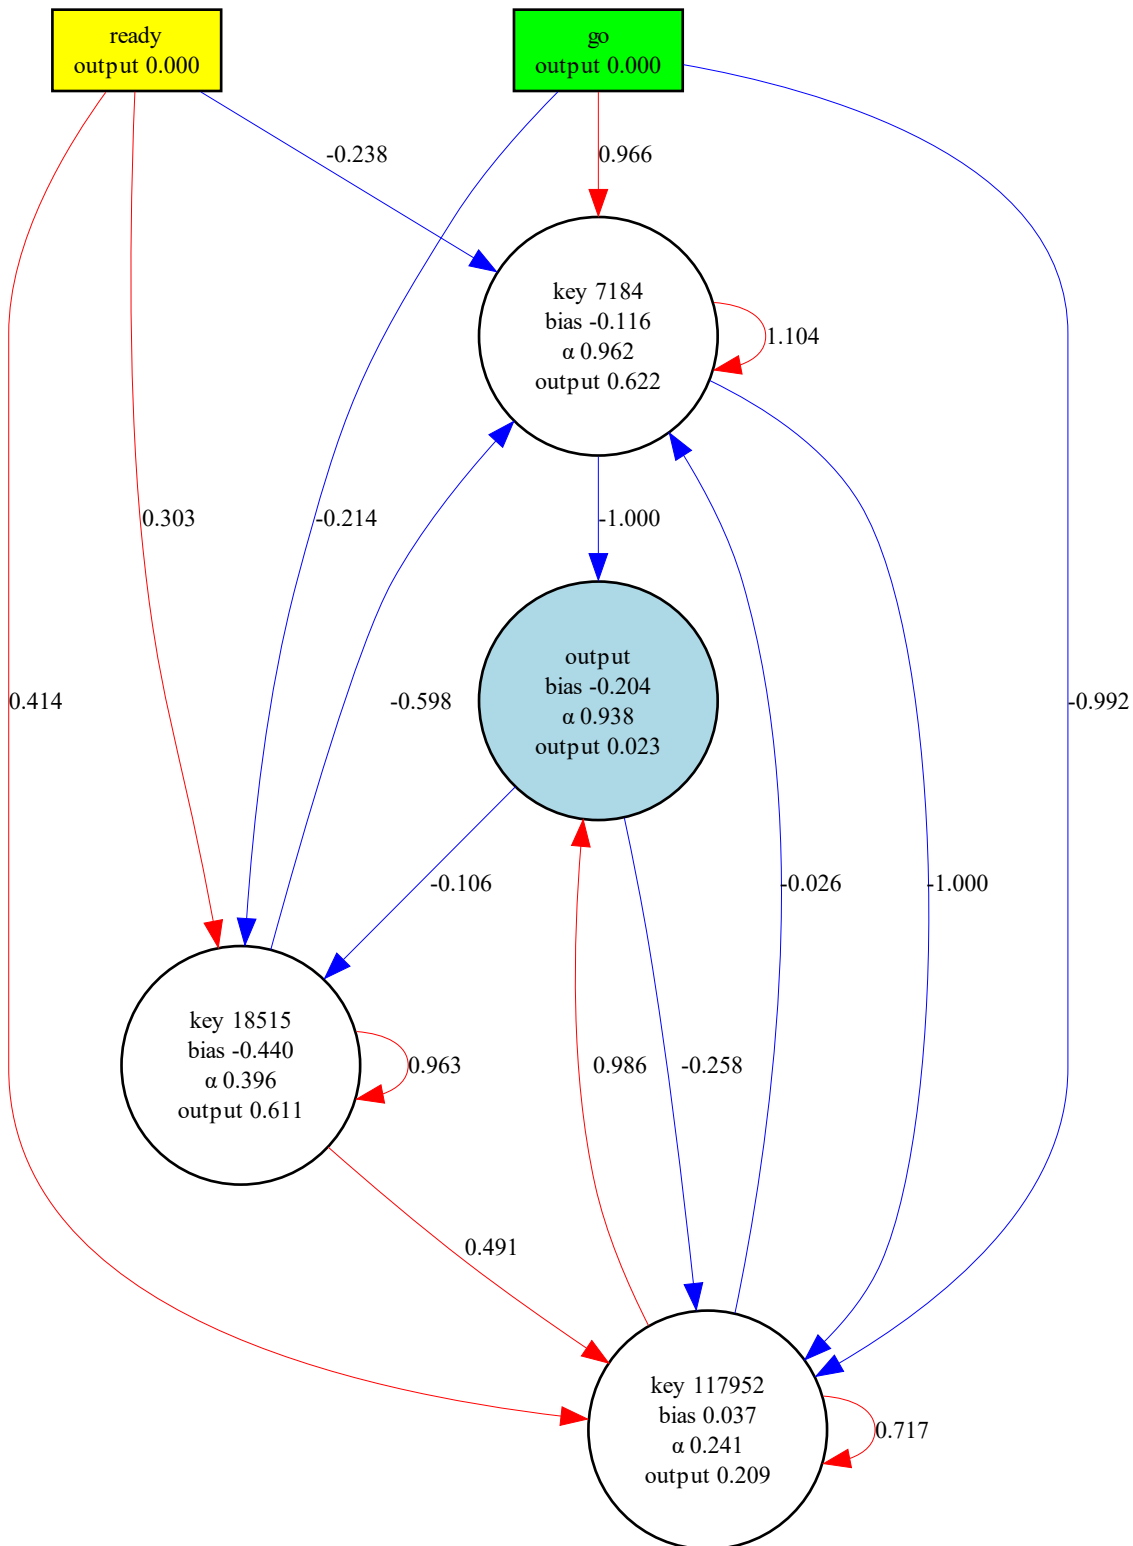 ready
output 0.000
go
output 0.000
-0.238
0.966
key 7184
bias -0.116
α 0.962
output 0.622
1.104
0.303
-0.214
-1.000
output
bias -0.204
α 0.938
output 0.023
0.414
-0.598
-0.992
-0.106
-0.026
-1.000
key 18515
bias -0.440
α 0.396
output 0.611
0.963
0.986
-0.258
0.491
key 117952
bias 0.037
α 0.241
output 0.209
0.717